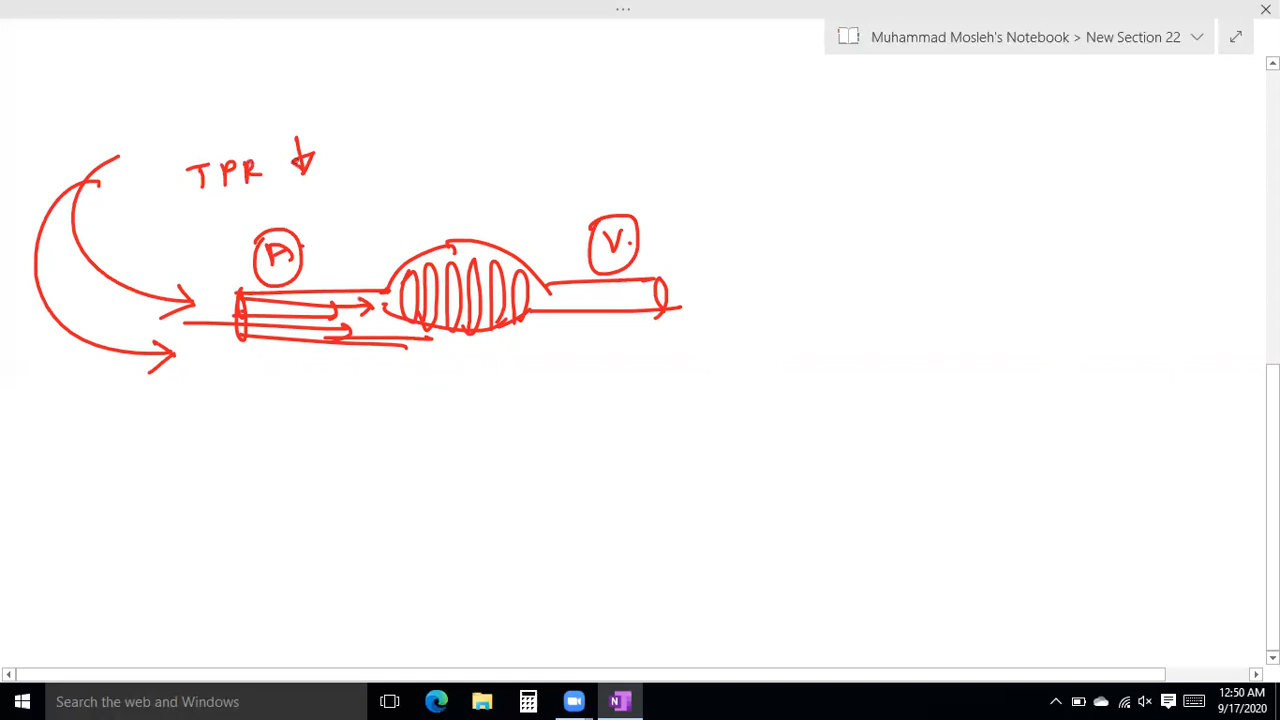 Muhammad Mosleh's Notebook > New Section 22
TPR ↓
A
V.
Search the web and Windows
12:50 AM
9/17/2020